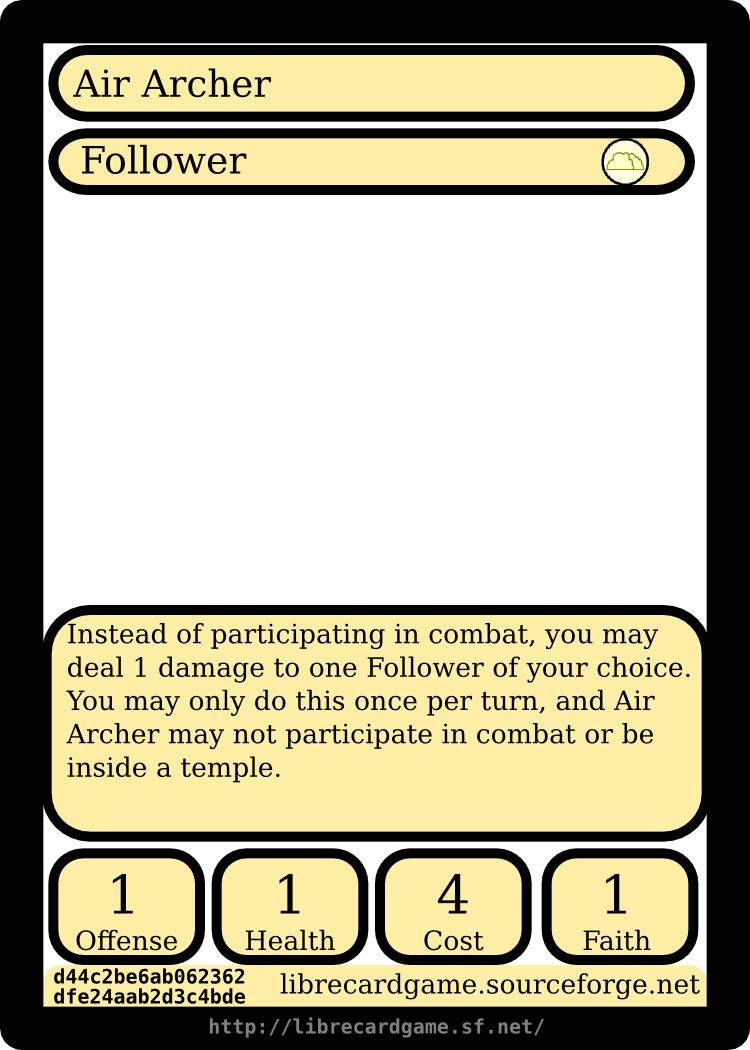 Air Archer
Follower
Instead of participating in combat, you may
deal 1 damage to one Follower of your choice.
You may only do this once per turn, and Air
Archer may not participate in combat or be
inside a temple.
1 1 4 1
Offense Health Cost Faith
d44c2be6ab062362
dfe24aab2d3c4bde
librecardgame.sourceforge.net
http://librecardgame.sf.net/